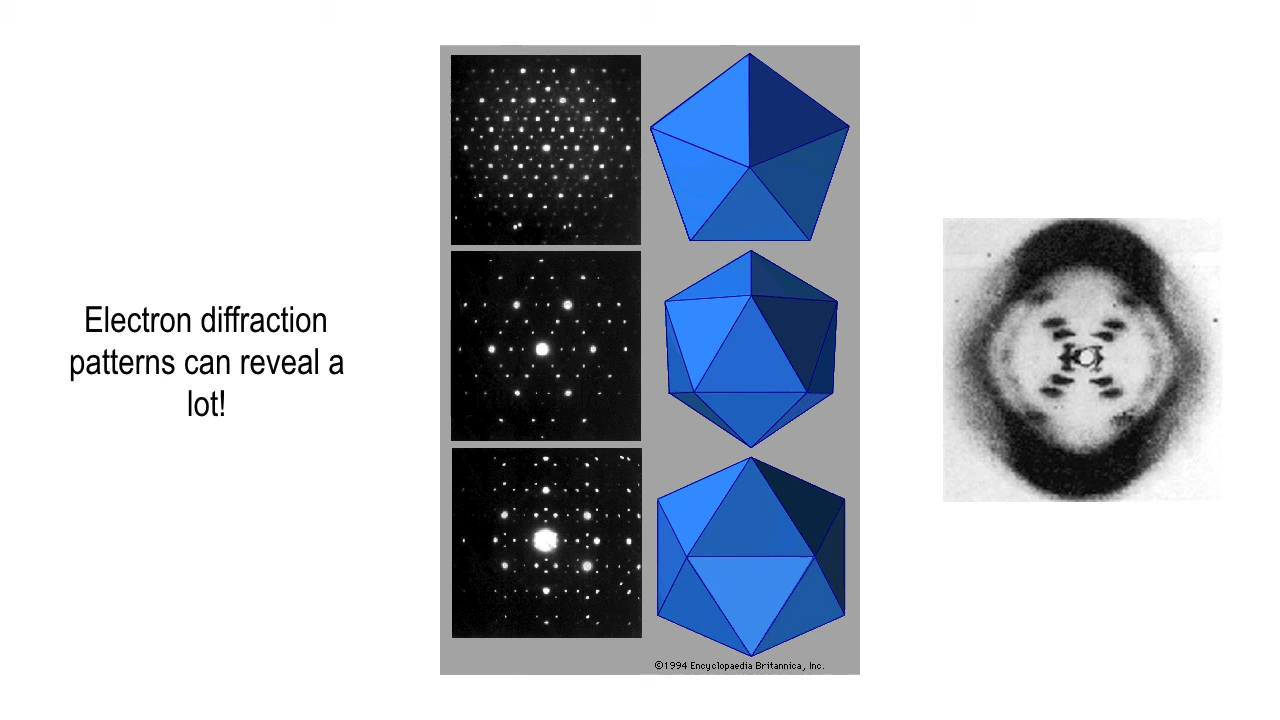 Electron diffraction
patterns can reveal a
lot!
©1994 Encyclopaedia Britannica, Inc.